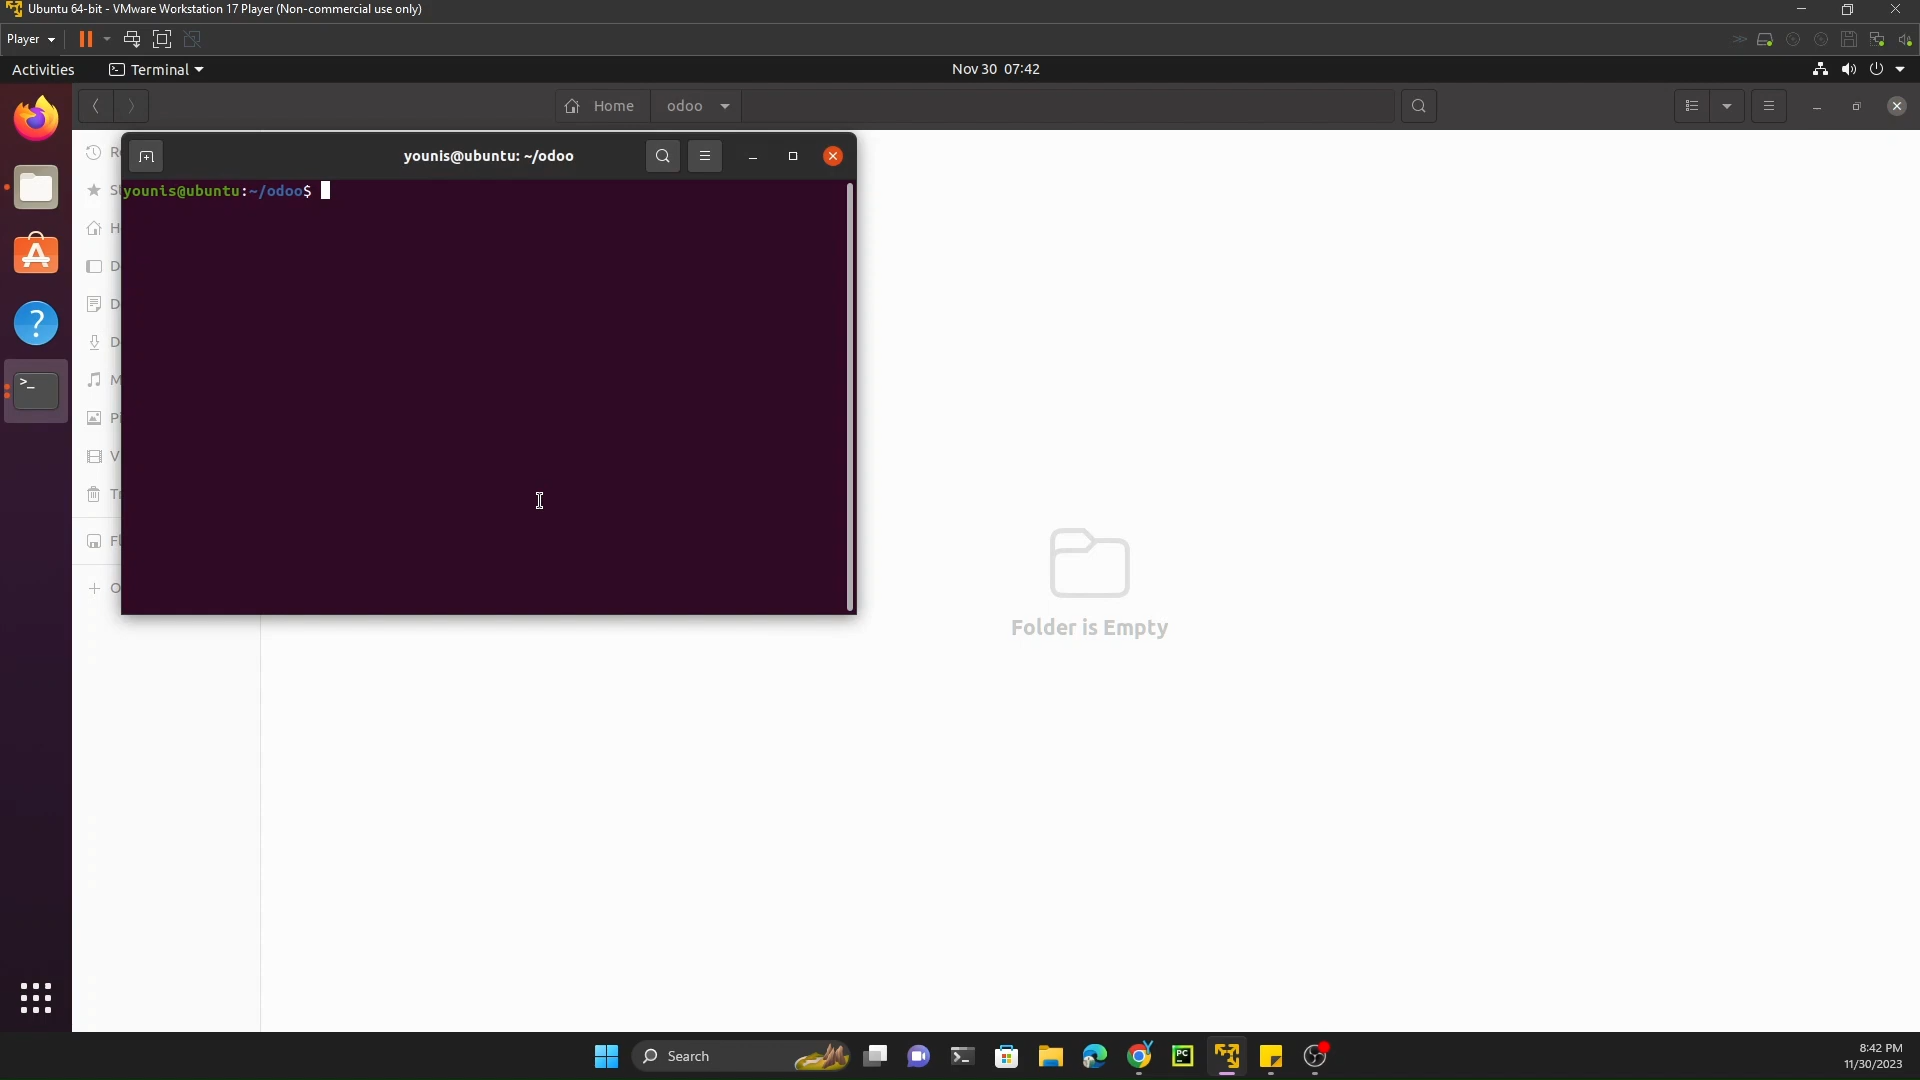 Ubuntu 64-bit - VMware Workstation 17 Player (Non-commercial use only)
Player
Activities
Terminal
Nov 30 07:42
Home
odoo
younis@ubuntu: ~/odoo
younis@ubuntu:~/odoo$
Folder is Empty
Search
PC
8:42 PM
11/30/2023